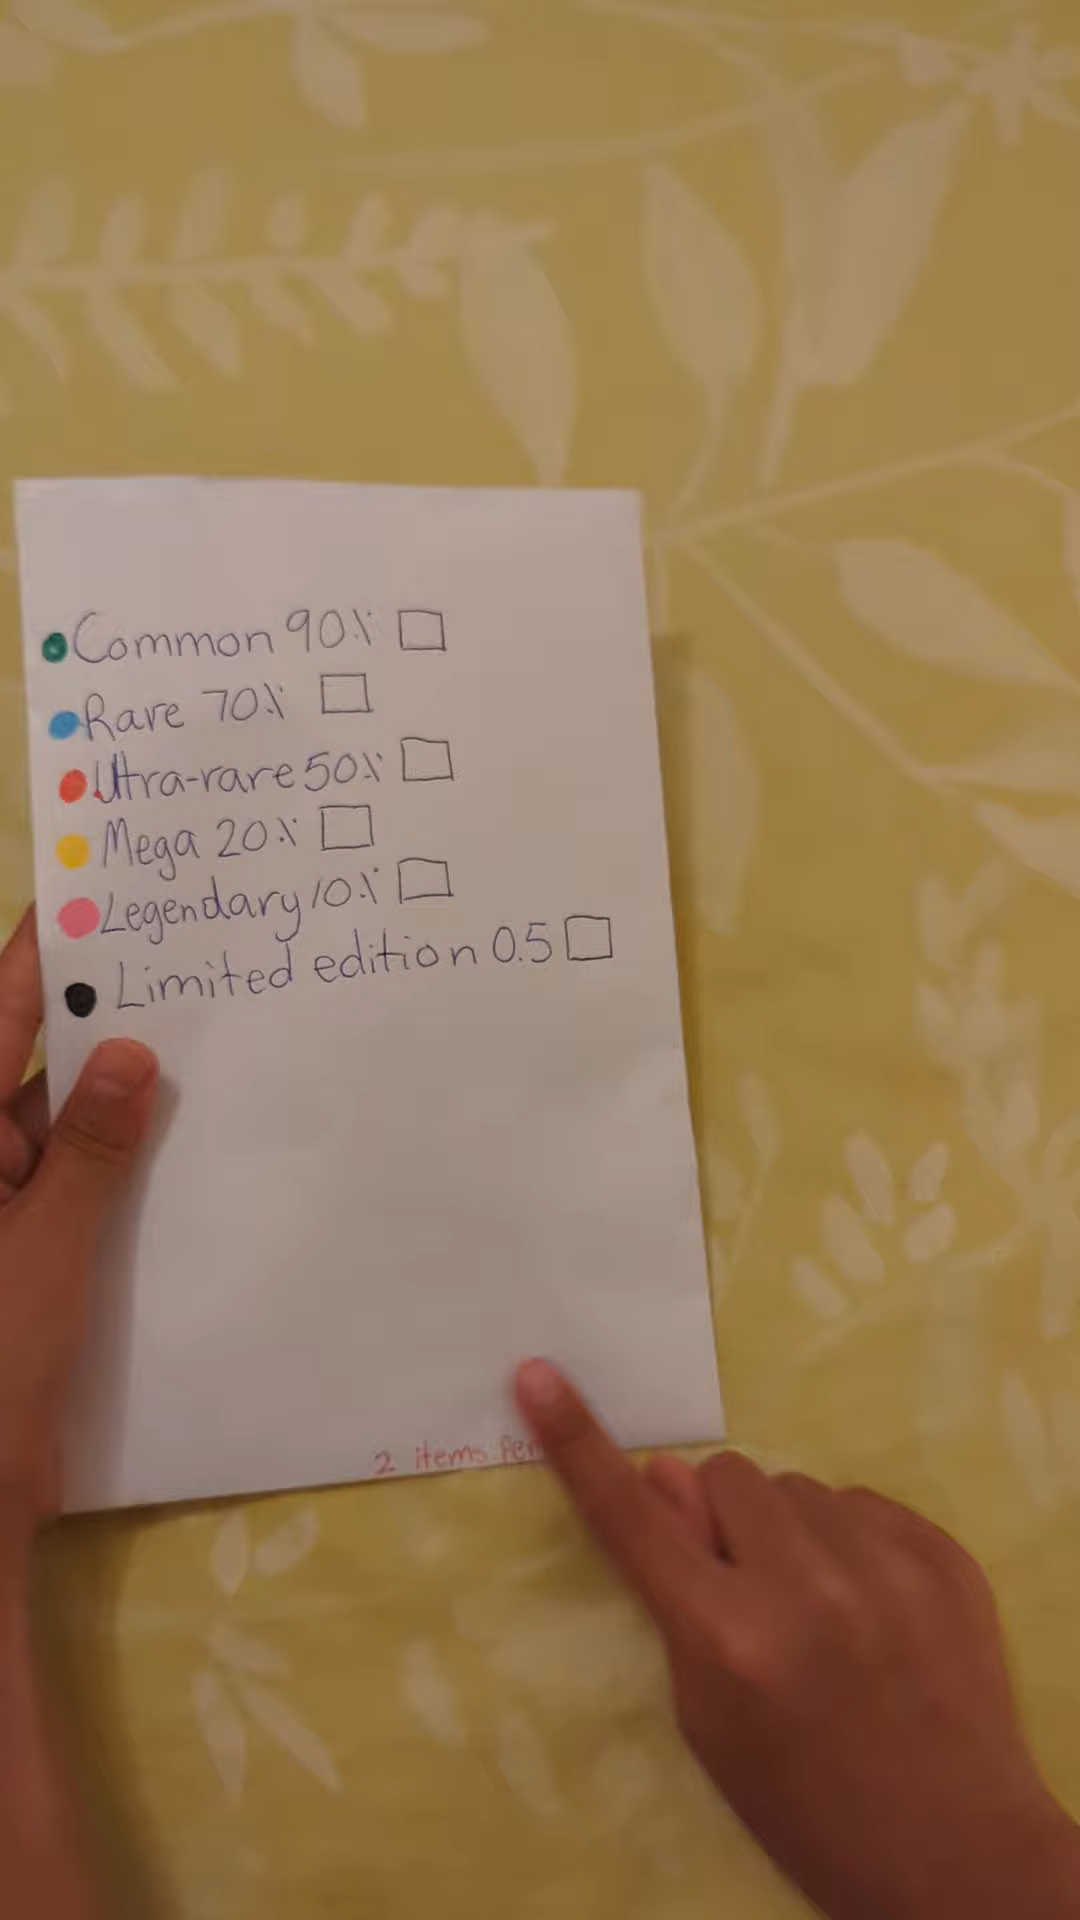 Common 90%
Rare 70%
Ultra-rare 50%
Mega 20%
Legendary 10%
Limited edition 0.5
2 items